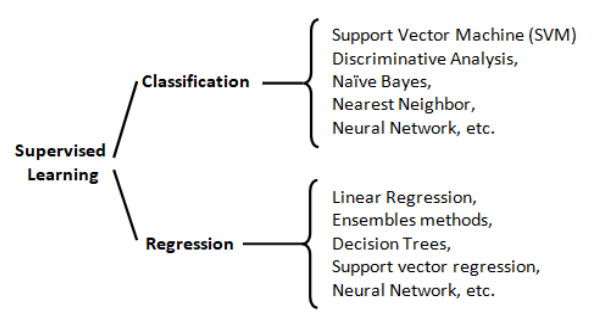 Supervised
Learning
Classification
Support Vector Machine (SVM)
Discriminative Analysis,
Naïve Bayes,
Nearest Neighbor,
Neural Network, etc.
Regression
Linear Regression,
Ensembles methods,
Decision Trees,
Support vector regression,
Neural Network, etc.